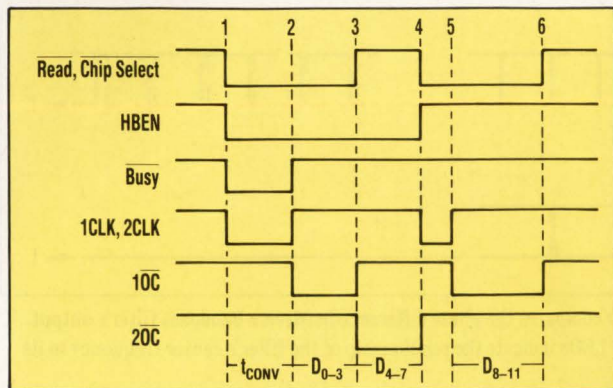 1 2 3 4 5 6
Read, Chip Select
HBEN
Busy
1CLK, 2CLK
1OC
2OC
tCONV D0–3 D4–7 D8–11